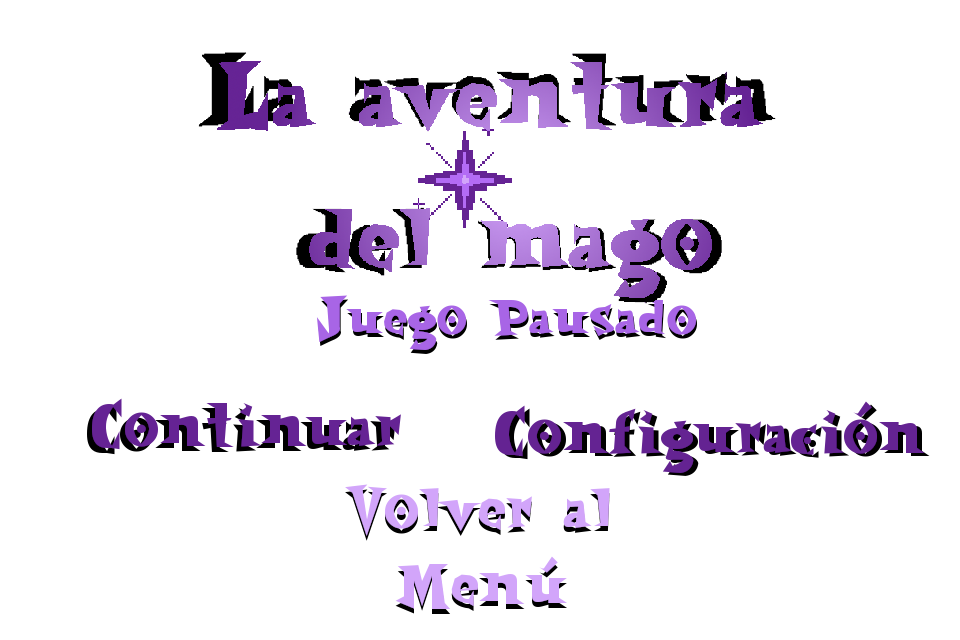 La aventura
del mago
Juego Pausado
Continuar
Configuración
Volver al
Menú